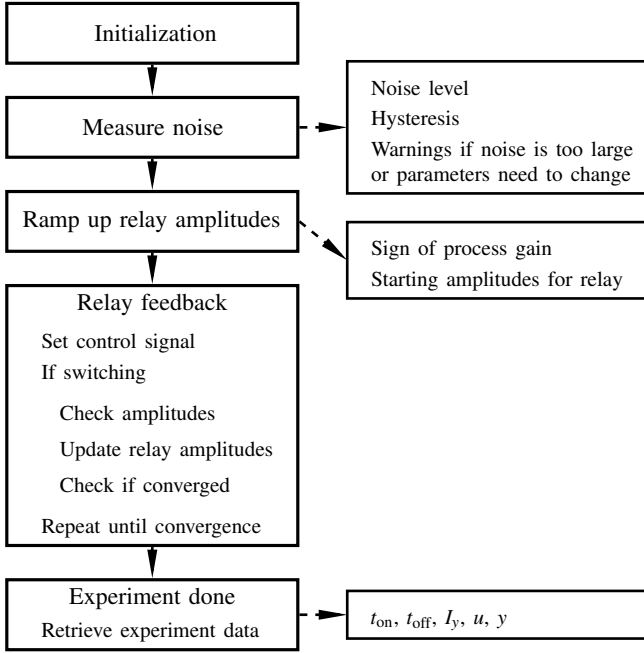 Initialization
Measure noise
Noise level
Hysteresis
Warnings if noise is too large
or parameters need to change
Ramp up relay amplitudes
Sign of process gain
Starting amplitudes for relay
Relay feedback
Set control signal
If switching
Check amplitudes
Update relay amplitudes
Check if converged
Repeat until convergence
Experiment done
Retrieve experiment data
t_on, t_off, I_y, u, y